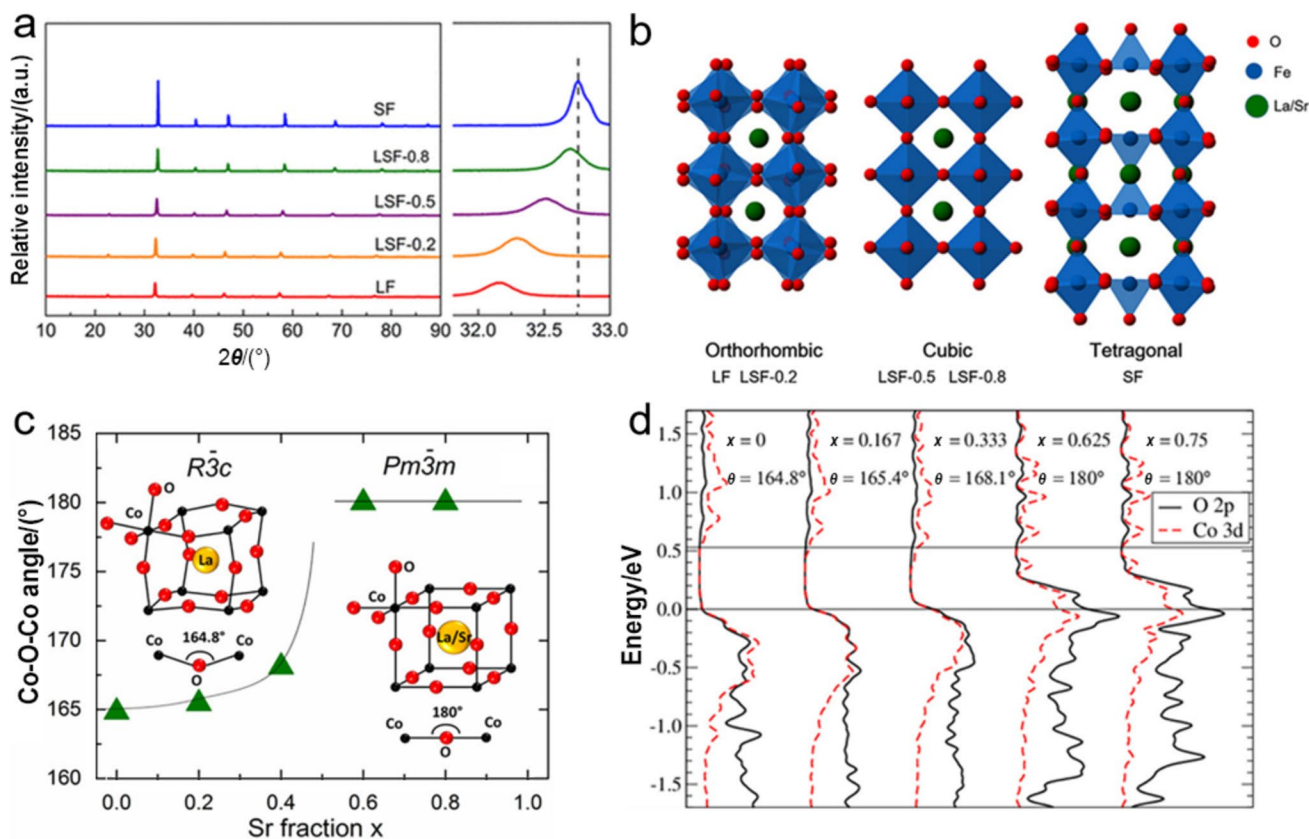 a
Relative intensity/(a.u.)
SF
LSF-0.8
LSF-0.5
LSF-0.2
LF
10 20 30 40 50 60 70 80 90
32.0 32.5 33.0
2θ/(°)
b
O
Fe
La/Sr
Orthorhombic
LF LSF-0.2
Cubic
LSF-0.5 LSF-0.8
Tetragonal
SF
c
Co-O-Co angle/(°)
185
180
175
170
165
160
R3̄c
O
Co
La
Co 164.8° Co
O
Pm3̄m
O
Co
La/Sr
180°
Co Co
O
0.0 0.2 0.4 0.6 0.8 1.0
Sr fraction x
d
Energy/eV
1.5
1.0
0.5
0.0
-0.5
-1.0
-1.5
x = 0 x = 0.167 x = 0.333 x = 0.625 x = 0.75
θ = 164.8° θ = 165.4° θ = 168.1° θ = 180° θ = 180°
O 2p
Co 3d